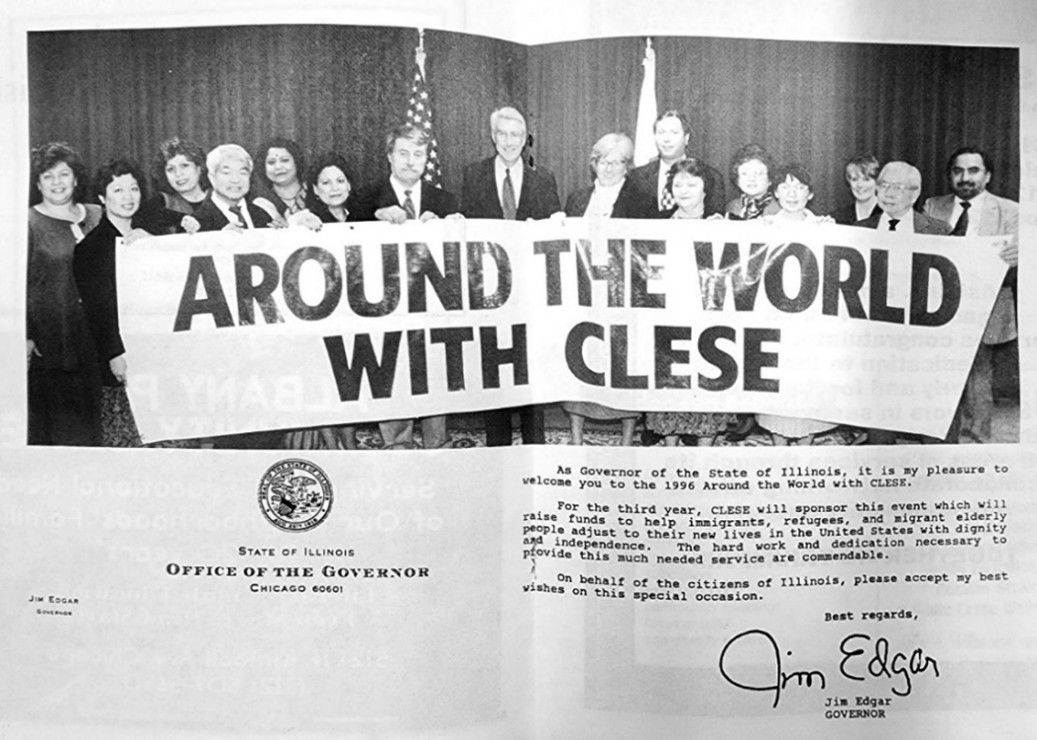 AROUND THE WORLD
WITH CLESE
STATE OF ILLINOIS
OFFICE OF THE GOVERNOR
CHICAGO 60601
JIM EDGAR
GOVERNOR
As Governor of the State of Illinois, it is my pleasure to
welcome you to the 1996 Around the World with CLESE.
For the third year, CLESE will sponsor this event which will
raise funds to help immigrants, refugees, and migrant elderly
people adjust to their new lives in the United States with dignity
and independence. The hard work and dedication necessary to
provide this much needed service are commendable.
On behalf of the citizens of Illinois, please accept my best
wishes on this special occasion.
Best regards,
Jim Edgar
Jim Edgar
GOVERNOR